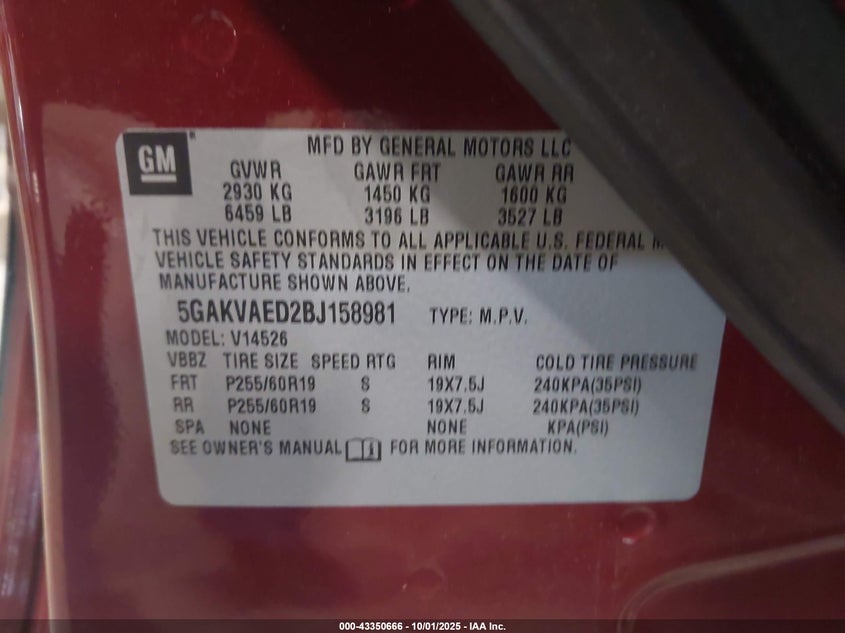 GM®
MFD BY GENERAL MOTORS LLC
GVWR GAWR FRT GAWR RR
2930 KG 1450 KG 1600 KG
6459 LB 3196 LB 3527 LB
THIS VEHICLE CONFORMS TO ALL APPLICABLE U.S. FEDERAL
VEHICLE SAFETY STANDARDS IN EFFECT ON THE DATE OF
MANUFACTURE SHOWN ABOVE.
5GAKVAED2BJ158981 TYPE: M.P.V.
MODEL: V14526
VBBZ TIRE SIZE SPEED RTG RIM COLD TIRE PRESSURE
FRT P255/60R19 S 19X7.5J 240KPA(35PSI)
RR P255/60R19 S 19X7.5J 240KPA(35PSI)
SPA NONE NONE KPA(PSI)
SEE OWNER'S MANUAL FOR MORE INFORMATION.
000-43350666 - 10/01/2025 - IAA Inc.